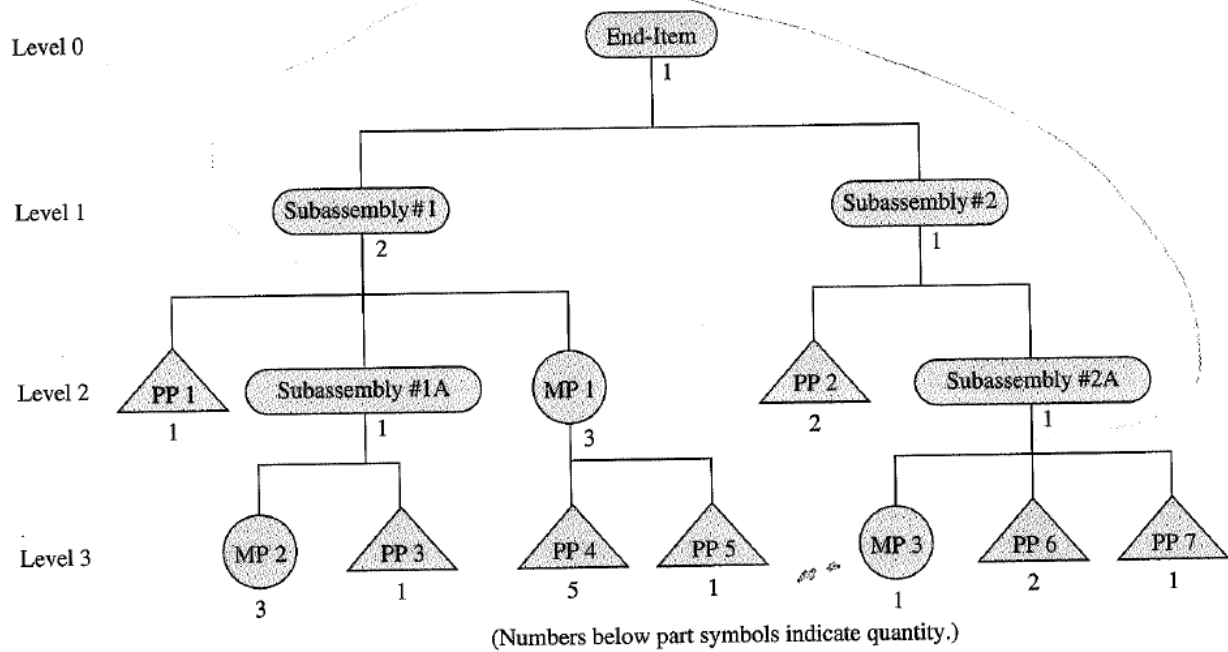 Level 0
End-Item
1
Level 1
Subassembly #1
2
Subassembly #2
1
Level 2
PP 1
1
Subassembly #1A
1
MP 1
3
PP 2
2
Subassembly #2A
1
Level 3
MP 2
3
PP 3
1
PP 4
5
PP 5
1
MP 3
1
PP 6
2
PP 7
1
(Numbers below part symbols indicate quantity.)